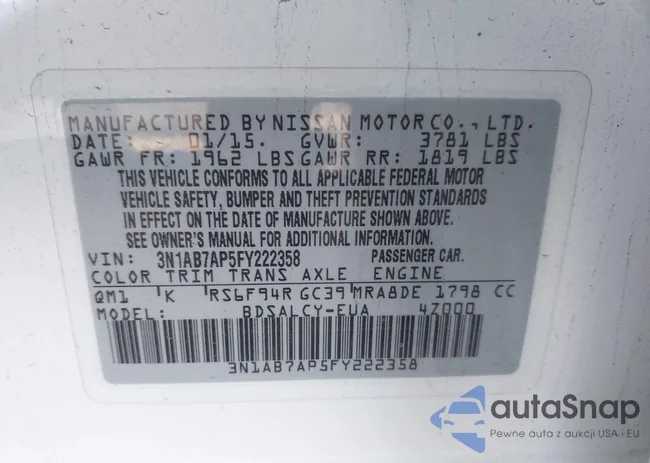 MANUFACTURED BY NISSAN MOTOR CO., LTD.
DATE: 01/15. GVWR: 3781 LBS
GAWR FR: 1962 LBS GAWR RR: 1819 LBS
THIS VEHICLE CONFORMS TO ALL APPLICABLE FEDERAL MOTOR
VEHICLE SAFETY, BUMPER AND THEFT PREVENTION STANDARDS
IN EFFECT ON THE DATE OF MANUFACTURE SHOWN ABOVE.
SEE OWNER'S MANUAL FOR ADDITIONAL INFORMATION.
VIN: 3N1AB7AP5FY222358 PASSENGER CAR.
COLOR TRIM TRANS AXLE ENGINE
QM1 K RS6F94R GC39 MRA8DE 1798 CC
MODEL: BDSALCY-EUA 4Z000
3N1AB7AP5FY222358
autaSnap
Pewne auta z aukcji USA i EU